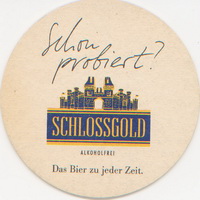 Schon
probiert?
SCHLOSSGOLD
ALKOHOLFREI
Das Bier zu jeder Zeit.